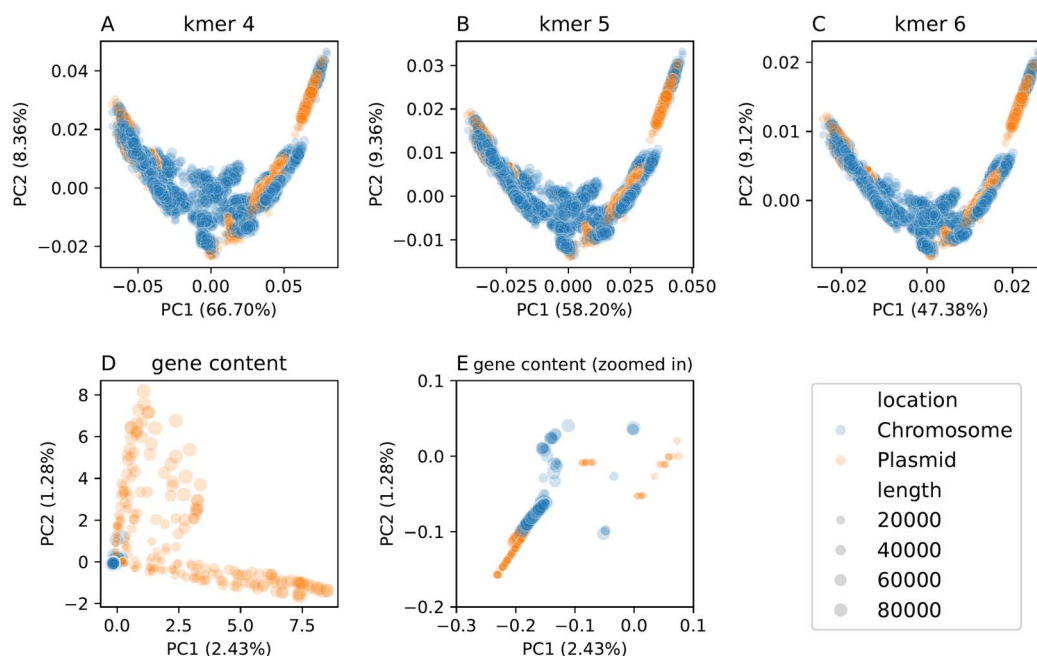 A kmer 4
B kmer 5
C kmer 6
PC2 (8.36%)
0.04
0.02
0.00
−0.02
−0.05
0.00
0.05
PC1 (66.70%)
PC2 (9.36%)
0.03
0.02
0.01
0.00
−0.01
−0.025
0.000
0.025
0.050
PC1 (58.20%)
PC2 (9.12%)
0.02
0.01
0.00
−0.02
0.00
0.02
PC1 (47.38%)
D gene content
PC2 (1.28%)
8
6
4
2
0
−2
0.0
2.5
5.0
7.5
PC1 (2.43%)
E gene content (zoomed in)
PC2 (1.28%)
0.1
0.0
−0.1
−0.2
−0.3
−0.2
−0.1
0.0
0.1
PC1 (2.43%)
location
Chromosome
Plasmid
length
20000
40000
60000
80000